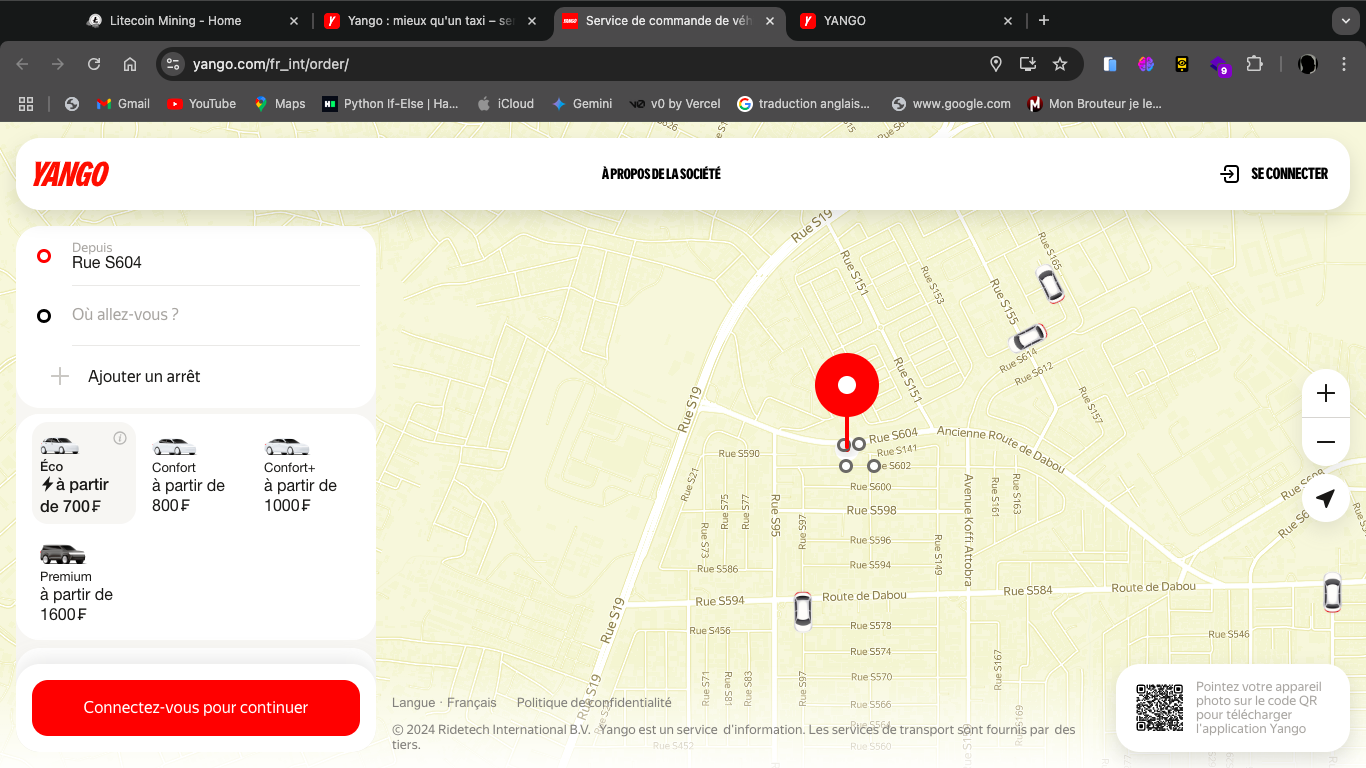 Litecoin Mining - Home
Yango : mieux qu'un taxi – se
Service de commande de véh
YANGO
yango.com/fr_int/order/
9
Gmail
YouTube
Maps
Python If-Else | Ha...
iCloud
Gemini
v0 by Vercel
traduction anglais...
www.google.com
Mon Brouteur je le...
YANGO
À PROPOS DE LA SOCIÉTÉ
SE CONNECTER
Depuis
Rue S604
Où allez-vous ?
Ajouter un arrêt
Éco
à partir
de 700 ₣
Confort
à partir de
800 ₣
Confort+
à partir de
1000 ₣
Premium
à partir de
1600 ₣
Connectez-vous pour continuer
Rue S19
Rue S151
Rue S153
Rue S165
Rue S155
Rue S614
Rue S612
Rue S157
Rue S151
Rue S19
Rue S604
Ancienne Route de Dabou
Rue S141
Rue S590
Rue S602
Rue S21
Rue S600
Rue S75
Rue S77
Rue S95
Rue S598
Rue S97
Rue S73
Avenue Koffi Attobra
Rue S161
Rue S163
Rue S596
Rue S149
Rue S594
Rue S586
Rue S594
Route de Dabou
Rue S584
Route de Dabou
Rue S19
Rue S456
Rue S578
Rue S546
Rue S574
Rue S167
Rue S570
Rue S71
Rue S81
Rue S83
Rue S97
Rue S566
Rue S564
Rue S169
Rue S19
Rue S452
Rue S560
Langue · Français
Politique de confidentialité
© 2024 Ridetech International B.V. Yango est un service d'information. Les services de transport sont fournis par des
tiers.
Pointez votre appareil
photo sur le code QR
pour télécharger
l'application Yango